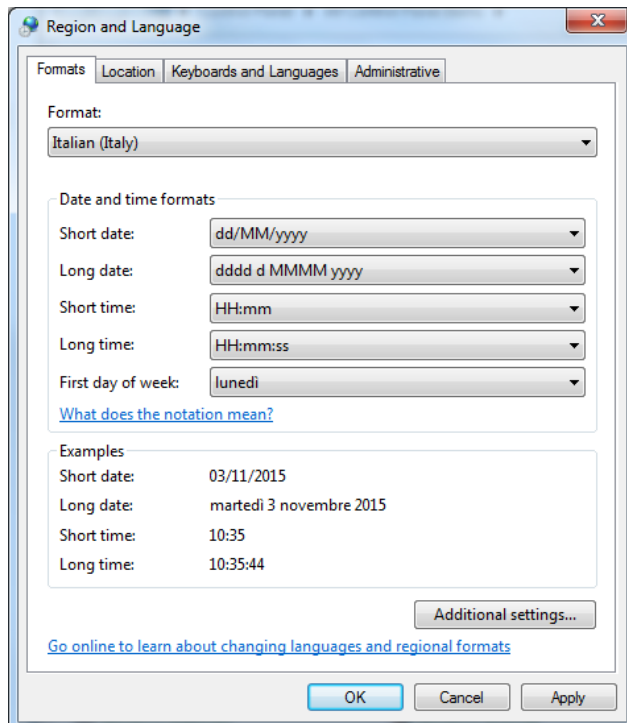 Region and Language
Formats Location Keyboards and Languages Administrative
Format:
Italian (Italy)
Date and time formats
Short date: dd/MM/yyyy
Long date: dddd d MMMM yyyy
Short time: HH:mm
Long time: HH:mm:ss
First day of week: lunedì
What does the notation mean?
Examples
Short date: 03/11/2015
Long date: martedì 3 novembre 2015
Short time: 10:35
Long time: 10:35:44
Additional settings...
Go online to learn about changing languages and regional formats
OK Cancel Apply